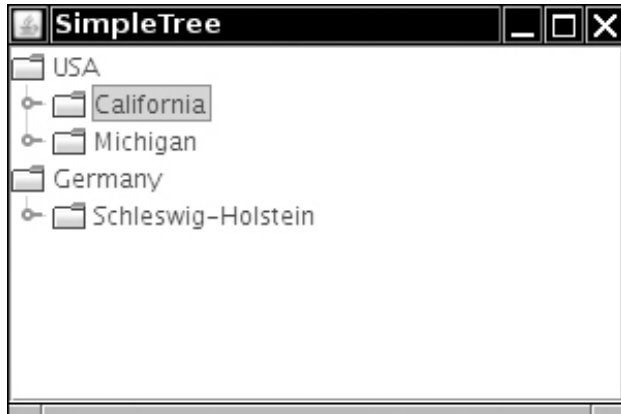 SimpleTree
USA
California
Michigan
Germany
Schleswig-Holstein